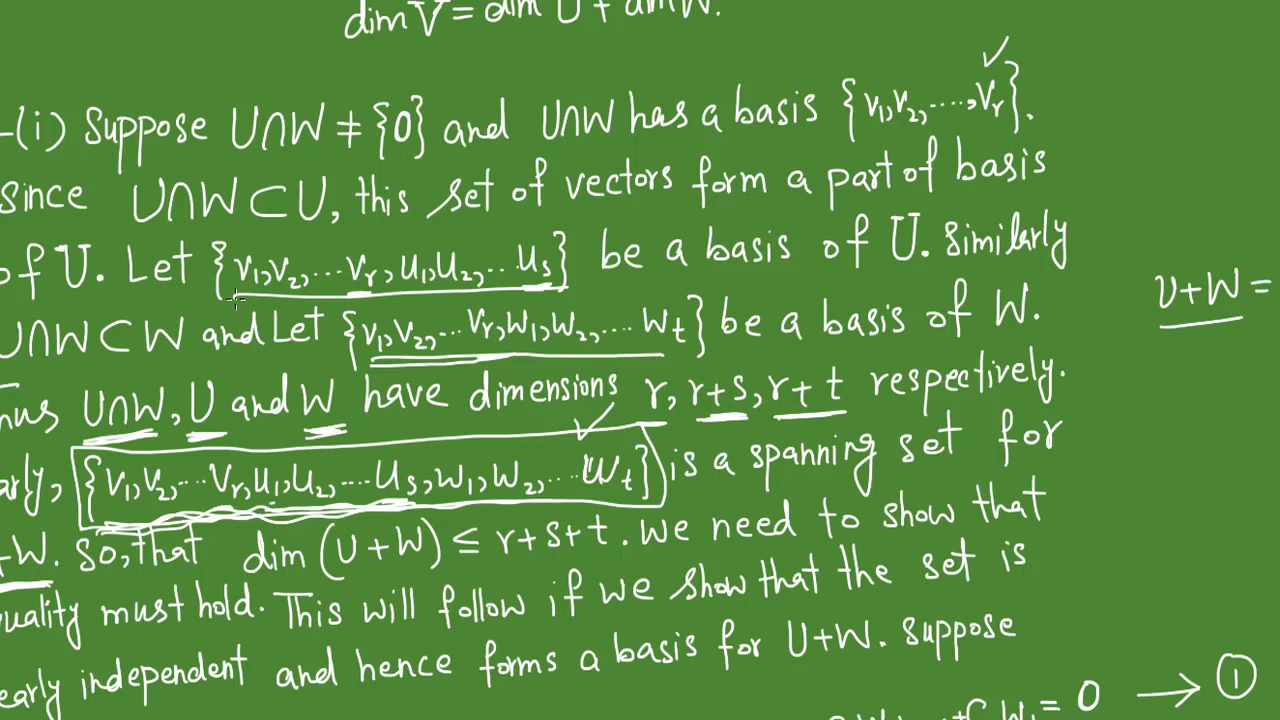 dim V = dim U + dim W.
-(i) Suppose U∩W ≠ {0} and U∩W has a basis {v₁,v₂,....,vᵣ}.
since U∩W⊂U, this set of vectors form a part of basis
of U. Let {v₁,v₂,...vᵣ,u₁,u₂,...uₛ} be a basis of U. Similarly
U∩W⊂W and Let {v₁,v₂,...vᵣ,w₁,w₂,....wₜ} be a basis of W.
U+W =
U∩W, U and W have dimensions r, r+s, r+t respectively.
{v₁,v₂,...vᵣ,u₁,u₂,....uₛ,w₁,w₂,...wₜ} is a spanning set for
+W. So, that dim (U+W) ≤ r+s+t. We need to show that
must hold. This will follow if we show that the set is
independent and hence forms a basis for U+W. Suppose
= 0 → ①